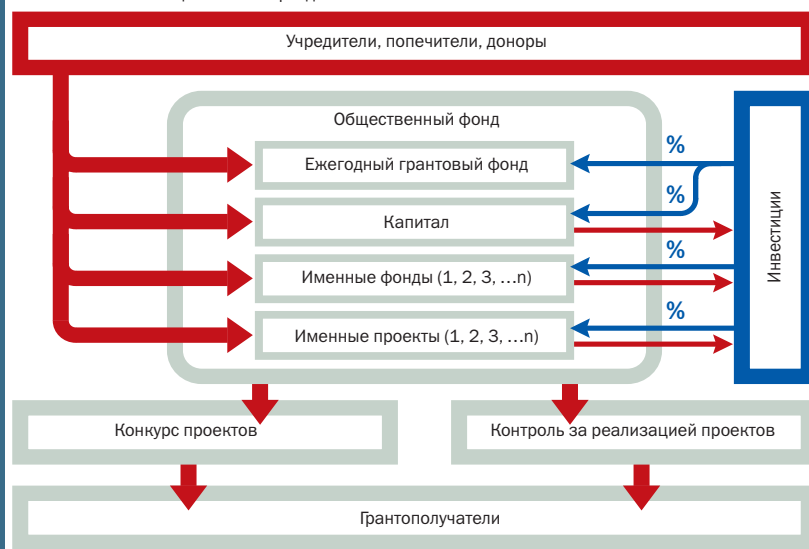 Учредители, попечители, доноры
Общественный фонд
Ежегодный грантовый фонд
%
Капитал
%
Именные фонды (1, 2, 3, …n)
%
Именные проекты (1, 2, 3, …n)
%
Инвестиции
Конкурс проектов
Контроль за реализацией проектов
Грантополучатели